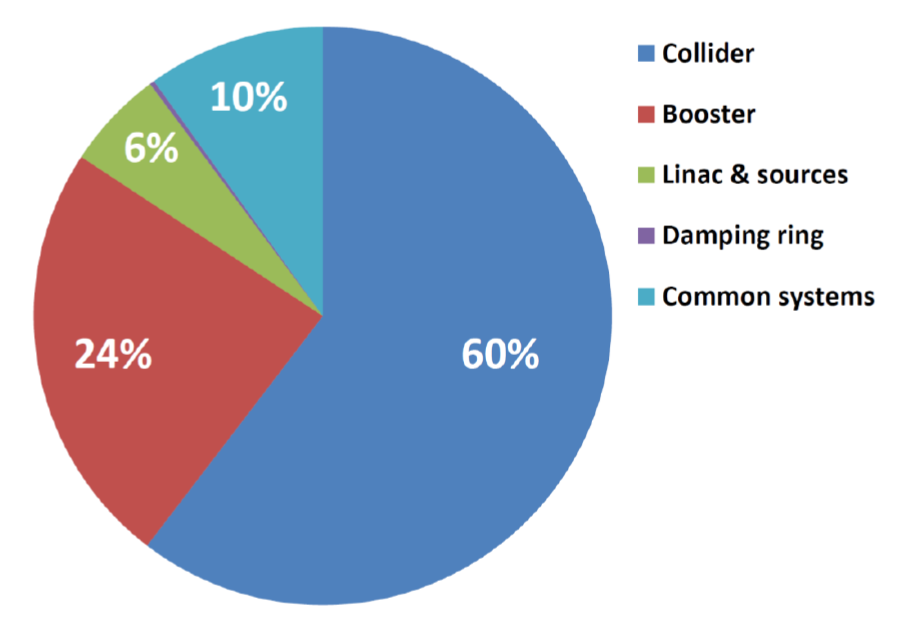 10%
6%
24%
60%
Collider
Booster
Linac & sources
Damping ring
Common systems